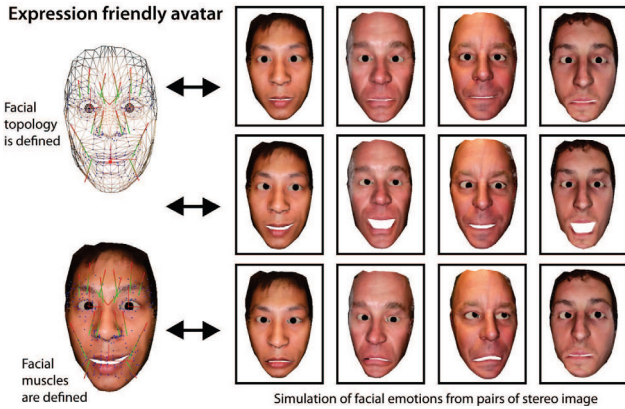 Expression friendly avatar
Facial
topology
is defined
Facial
muscles
are defined
Simulation of facial emotions from pairs of stereo image